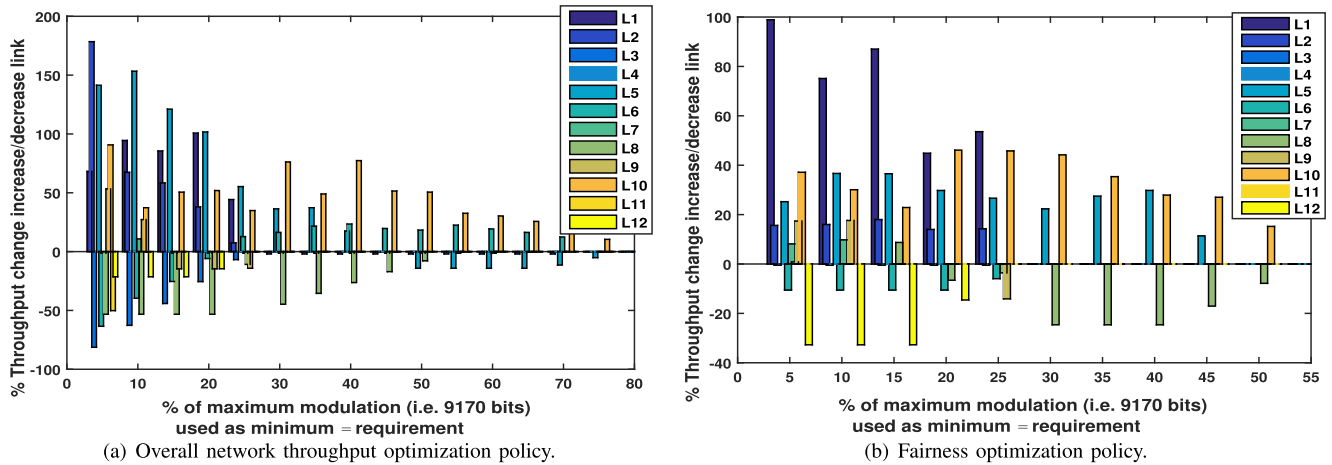 % Throughput change increase/decrease link
200
150
100
50
0
-50
-100
0 10 20 30 40 50 60 70 80
L1
L2
L3
L4
L5
L6
L7
L8
L9
L10
L11
L12
% of maximum modulation (i.e. 9170 bits)
used as minimum = requirement
(a) Overall network throughput optimization policy.
% Throughput change increase/decrease link
100
80
60
40
20
0
-20
-40
0 5 10 15 20 25 30 35 40 45 50 55
L1
L2
L3
L4
L5
L6
L7
L8
L9
L10
L11
L12
% of maximum modulation (i.e. 9170 bits)
used as minimum = requirement
(b) Fairness optimization policy.